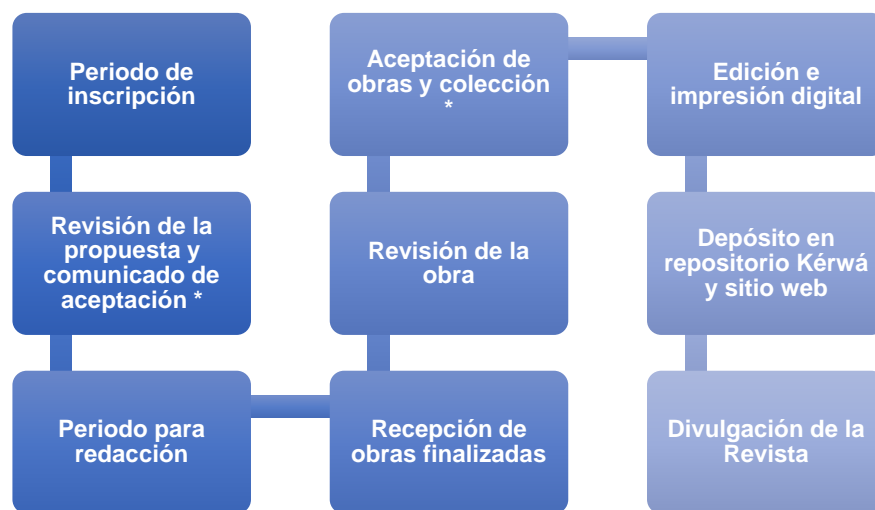 Periodo de
inscripción
Revisión de la
propuesta y
comunicado de
aceptación *
Periodo para
redacción
Recepción de
obras finalizadas
Revisión de la
obra
Aceptación de
obras y colección
*
Edición e
impresión digital
Depósito en
repositorio Kérwá
y sitio web
Divulgación de la
Revista